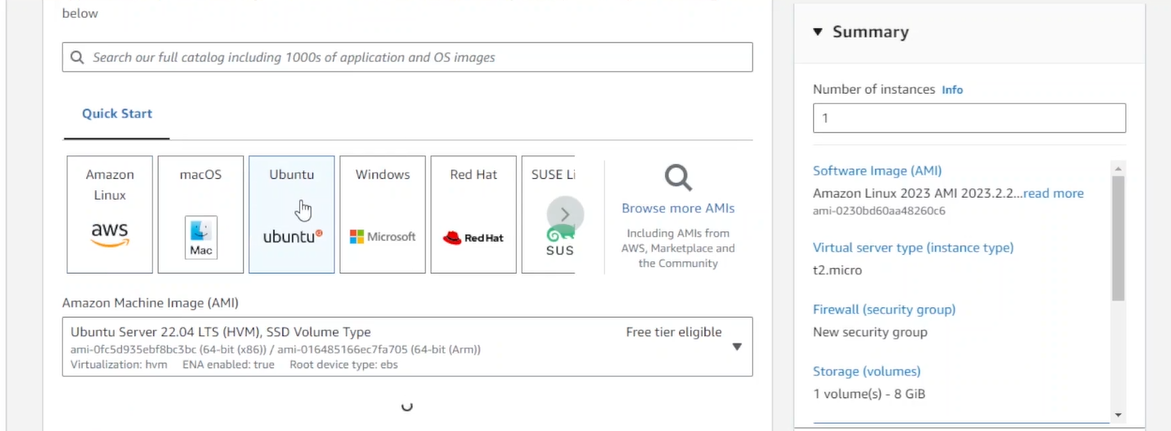 below
Search our full catalog including 1000s of application and OS images
Quick Start
Amazon
Linux
aws
macOS
Mac
Ubuntu
ubuntu®
Windows
Microsoft
Red Hat
Red Hat
SUSE Li
SUS
Browse more AMIs
Including AMIs from
AWS, Marketplace and
the Community
Amazon Machine Image (AMI)
Ubuntu Server 22.04 LTS (HVM), SSD Volume Type
Free tier eligible
ami-0fc5d935ebf8bc3bc (64-bit (x86)) / ami-016485166ec7fa705 (64-bit (Arm))
Virtualization: hvm ENA enabled: true Root device type: ebs
Summary
Number of instances Info
1
Software Image (AMI)
Amazon Linux 2023 AMI 2023.2.2...read more
ami-0230bd60aa48260c6
Virtual server type (instance type)
t2.micro
Firewall (security group)
New security group
Storage (volumes)
1 volume(s) - 8 GiB